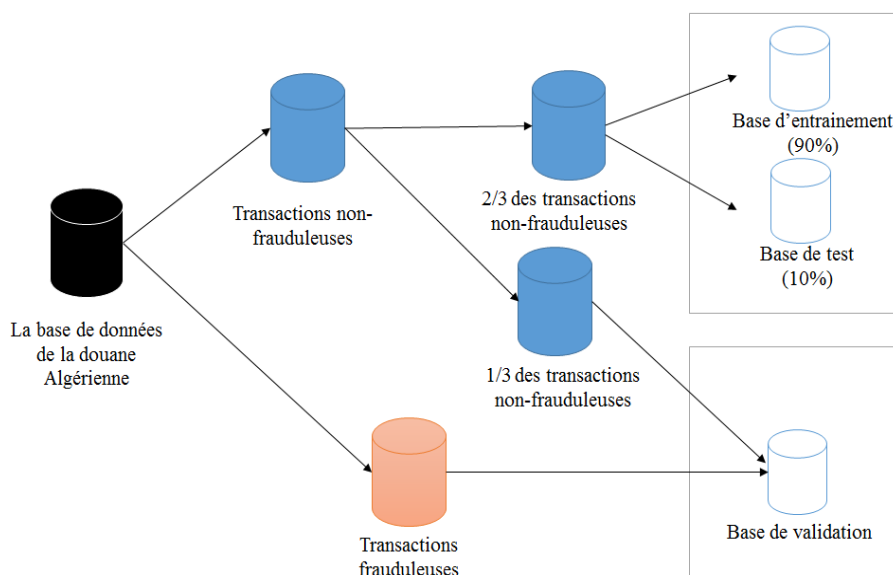 La base de données
de la douane
Algérienne
Transactions non-
frauduleuses
Transactions
frauduleuses
2/3 des transactions
non-frauduleuses
1/3 des transactions
non-frauduleuses
Base d’entrainement
(90%)
Base de test
(10%)
Base de validation